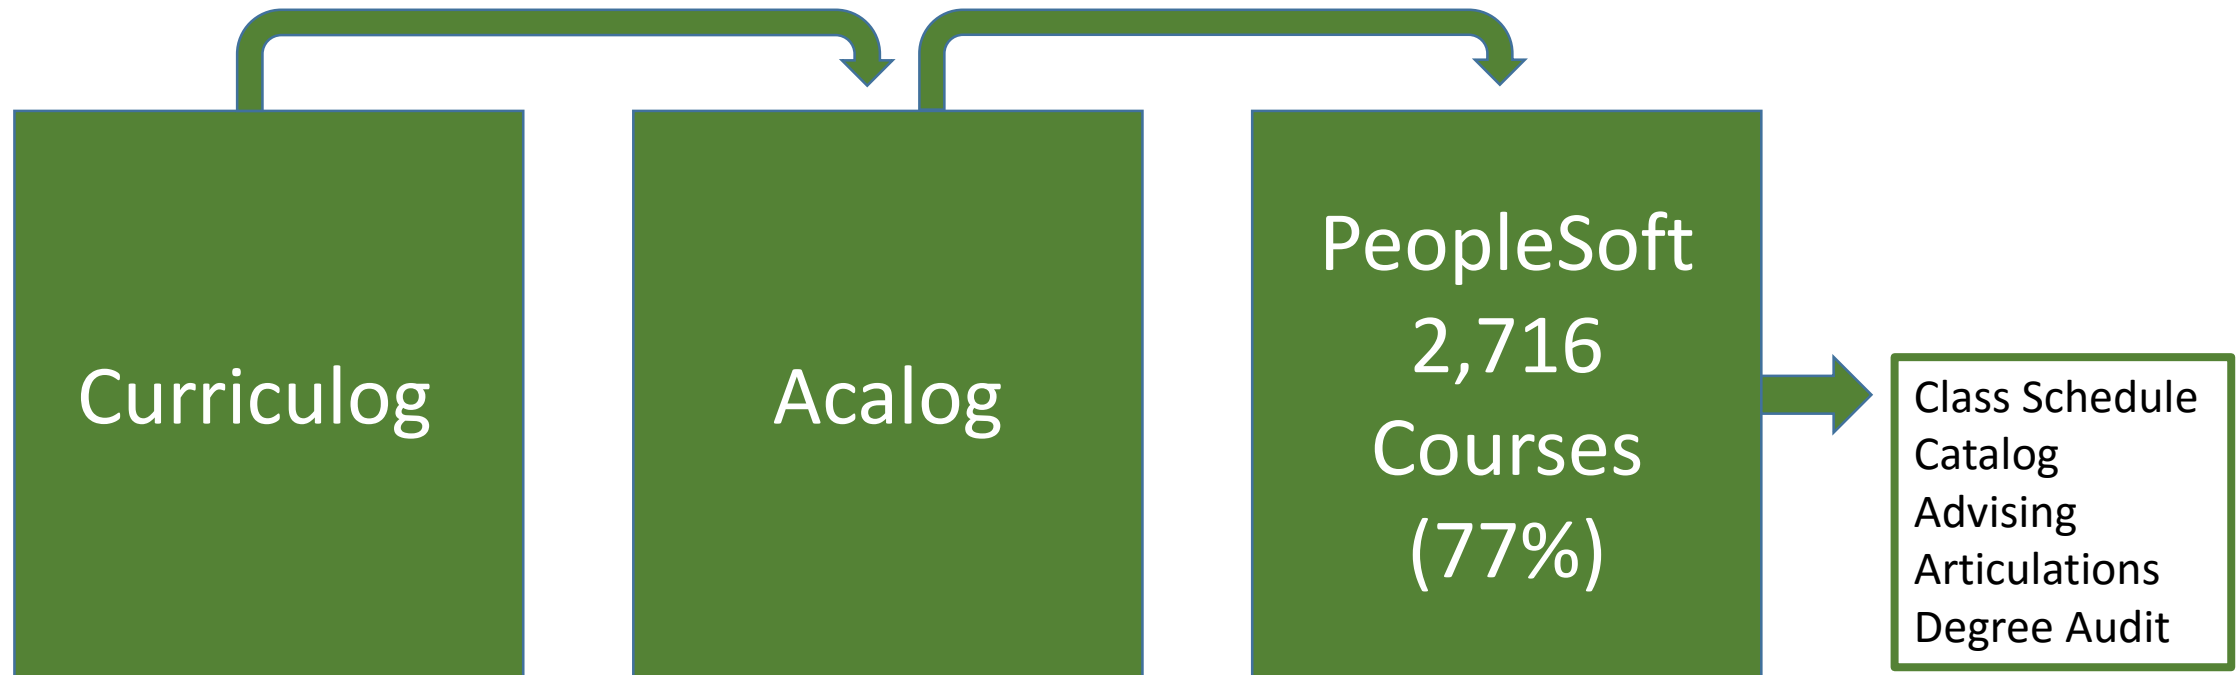 Curriculog
Acalog
PeopleSoft
2,716
Courses
(77%)
Class Schedule
Catalog
Advising
Articulations
Degree Audit